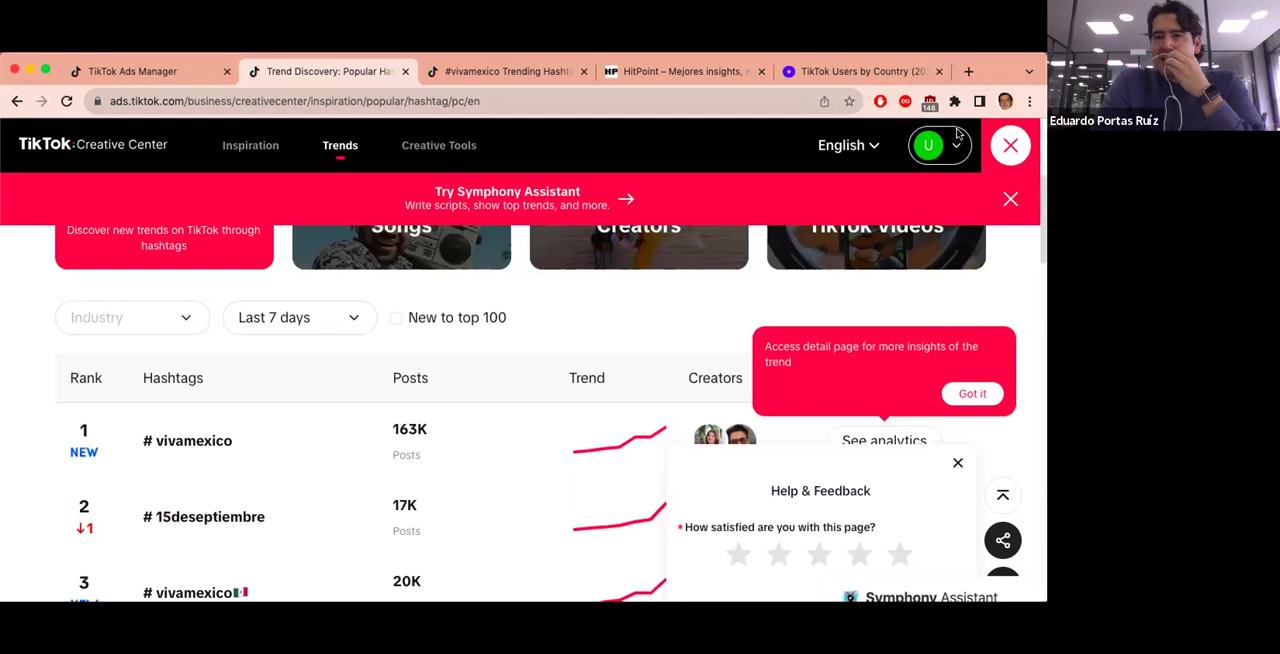 TikTok Ads Manager
Trend Discovery: Popular Ha
#vivamexico Trending Hasht
HP HitPoint – Mejores insights, r
TikTok Users by Country (20
ads.tiktok.com/business/creativecenter/inspiration/popular/hashtag/pc/en
148
Eduardo Portas Ruíz
TikTok: Creative Center
Inspiration
Trends
Creative Tools
English
U
Try Symphony Assistant
Write scripts, show top trends, and more.
Discover new trends on TikTok through
hashtags
Songs
Creators
TikTok Videos
Industry
Last 7 days
New to top 100
Access detail page for more insights of the
trend
Got it
Rank
Hashtags
Posts
Trend
Creators
1
NEW
# vivamexico
163K
Posts
See analytics
2
↓1
# 15deseptiembre
17K
Posts
3
NEW
# vivamexico🇲🇽
20K
Help & Feedback
*How satisfied are you with this page?
Symphony Assistant